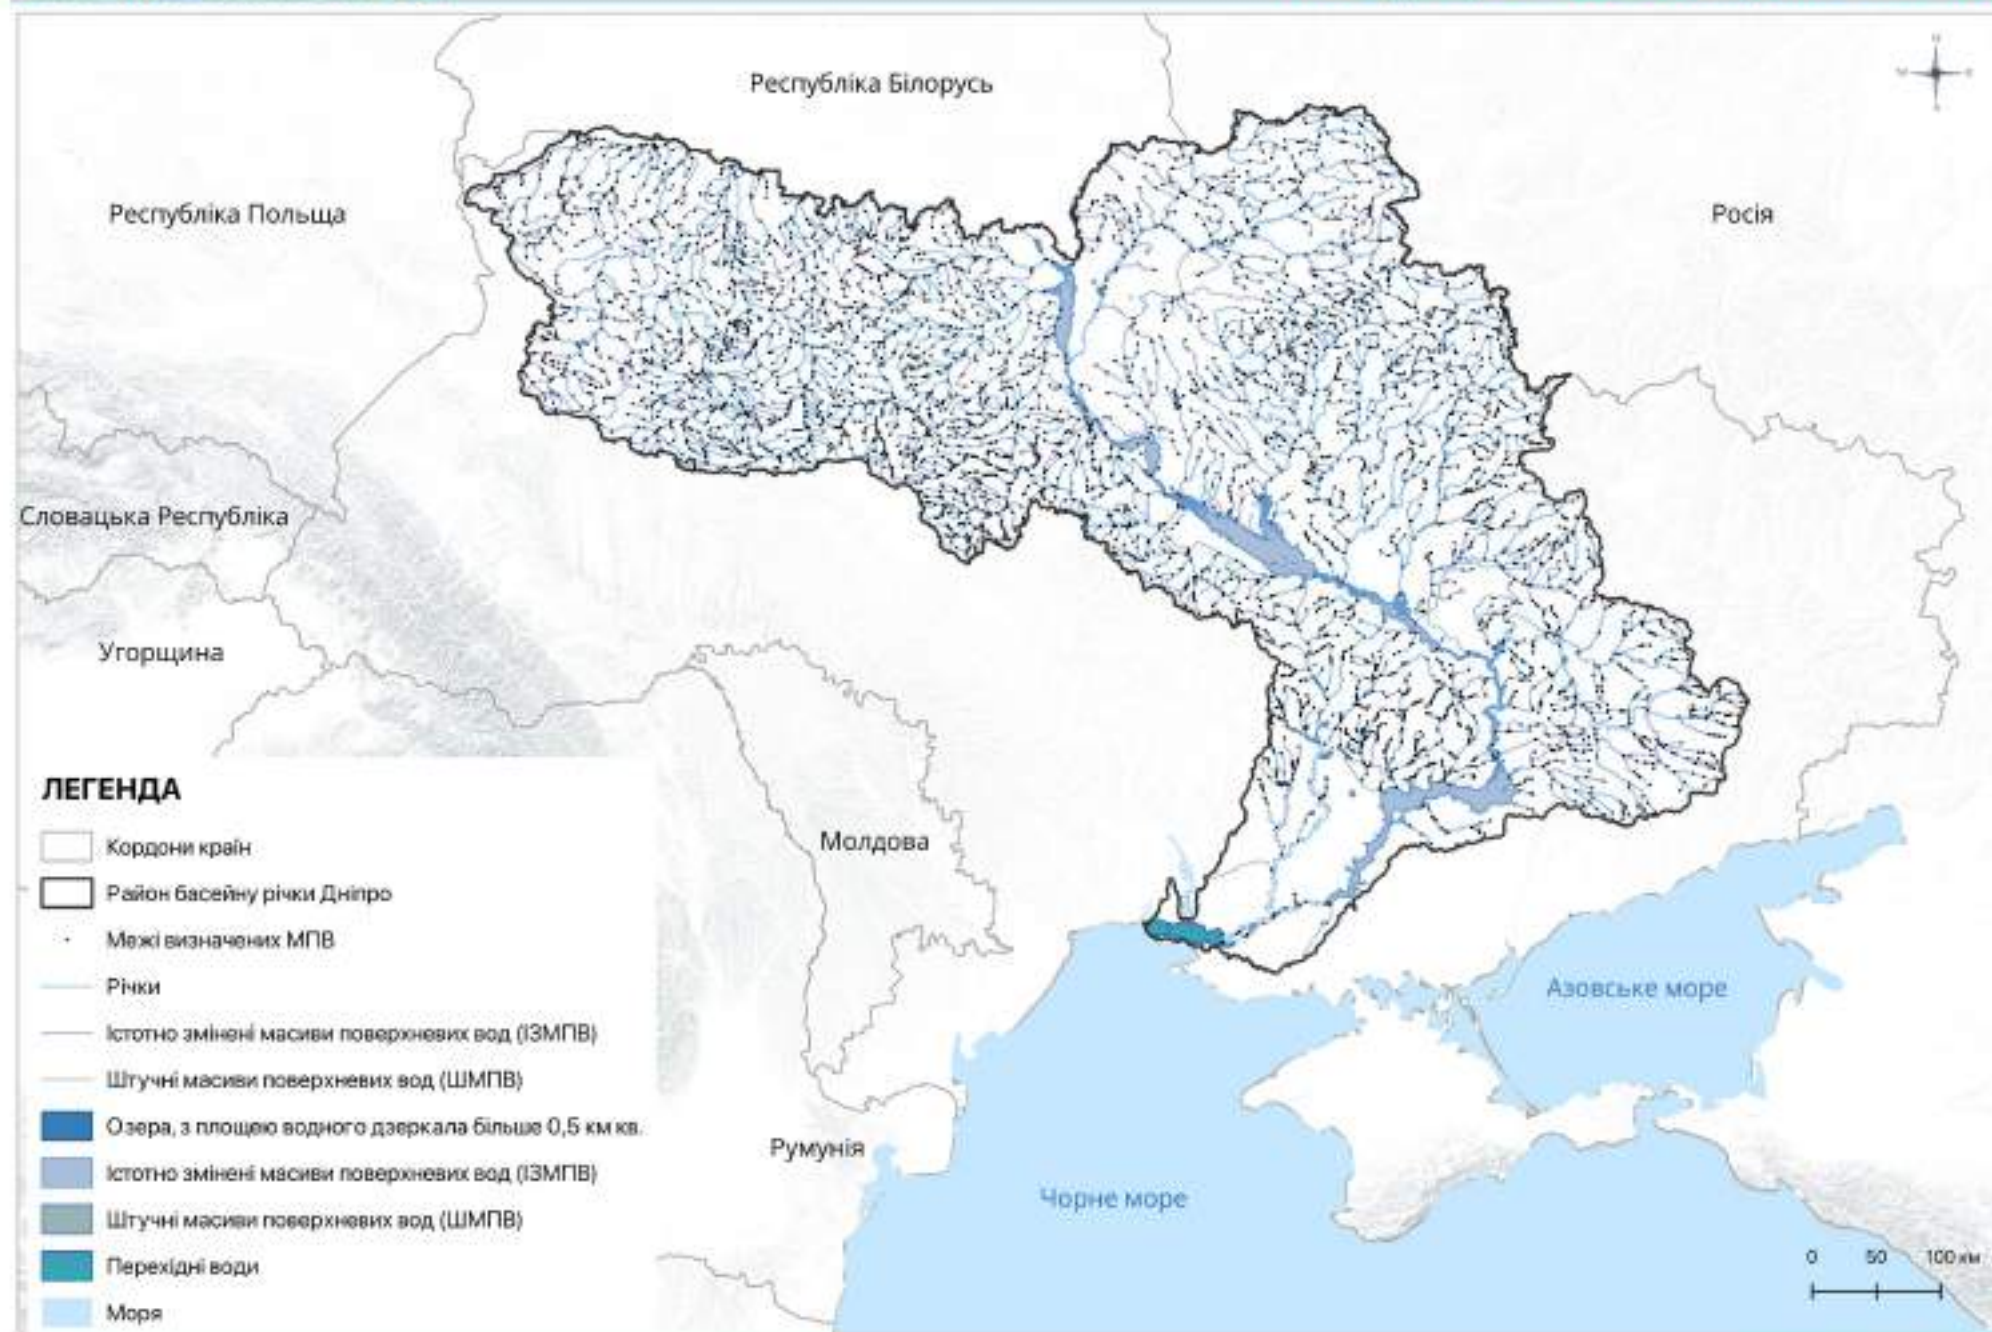 Республіка Білорусь
Республіка Польща
Росія
Словацька Республіка
Угорщина
Молдова
Румунія
Азовське море
Чорне море
ЛЕГЕНДА
Кордони країн
Район басейну річки Дніпро
Межі визначених МПВ
Річки
Істотно змінені масиви поверхневих вод (ІЗМПВ)
Штучні масиви поверхневих вод (ШМПВ)
Озера, з площею водного дзеркала більше 0,5 км кв.
Істотно змінені масиви поверхневих вод (ІЗМПВ)
Штучні масиви поверхневих вод (ШМПВ)
Перехідні води
Моря
0 50 100 км